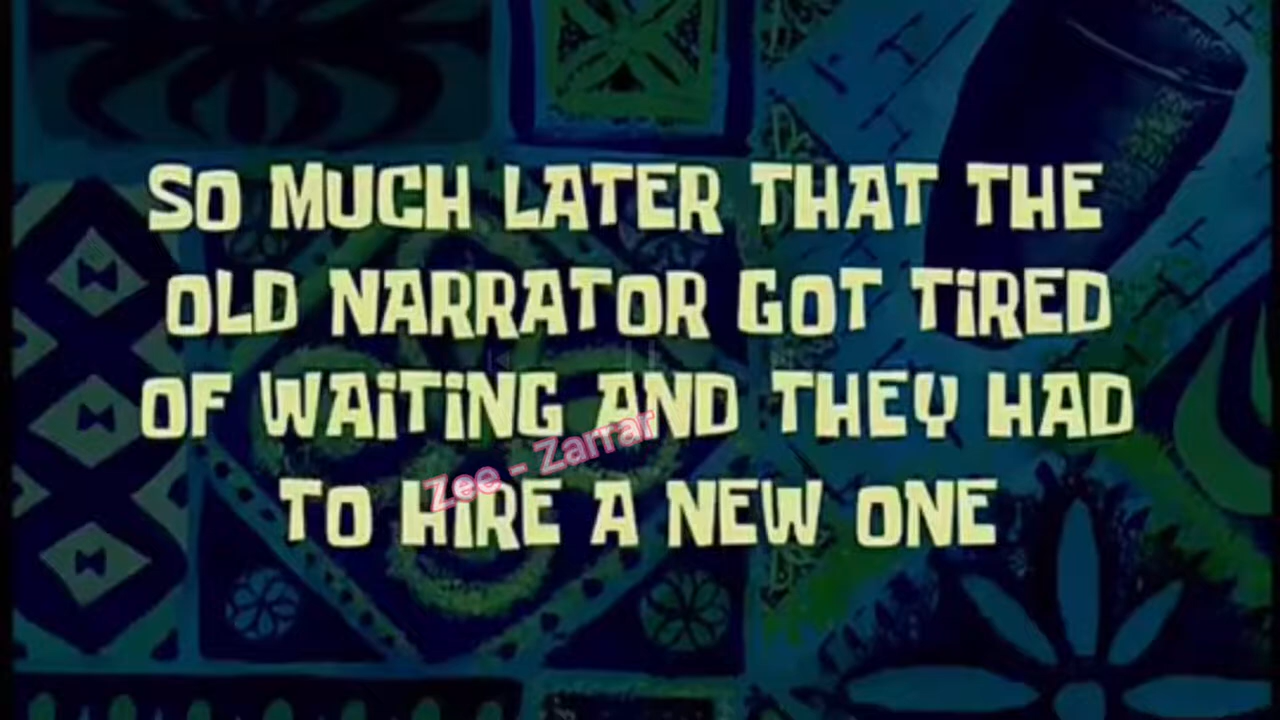 SO MUCH LATER THAT THE
OLD NARRATOR GOT TiRED
OF WAiTiNG AND THEY HAD
TO HiRE A NEW ONE
Zee - Zarrar